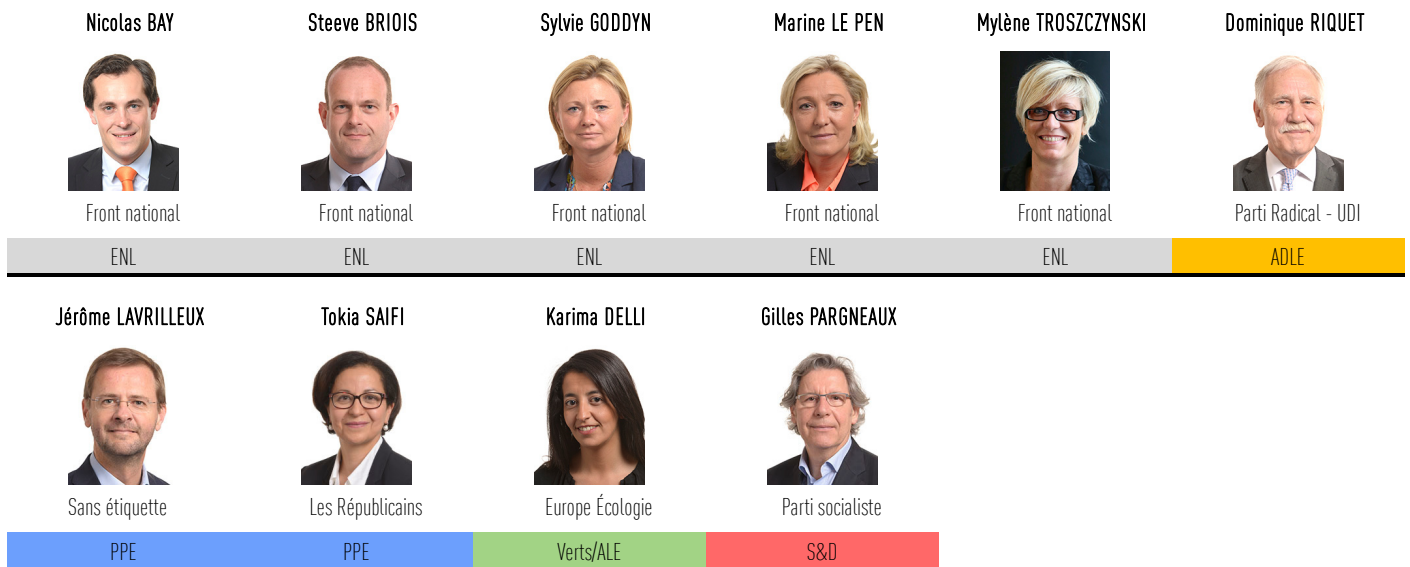 Nicolas BAY
Steeve BRIOIS
Sylvie GODDYN
Marine LE PEN
Mylène TROSZCZYNSKI
Dominique RIQUET
Front national
Front national
Front national
Front national
Front national
Parti Radical - UDI
ENL
ENL
ENL
ENL
ENL
ADLE
Jérôme LAVRILLEUX
Tokia SAIFI
Karima DELLI
Gilles PARGNEAUX
Sans étiquette
Les Républicains
Europe Écologie
Parti socialiste
PPE
PPE
Verts/ALE
S&D